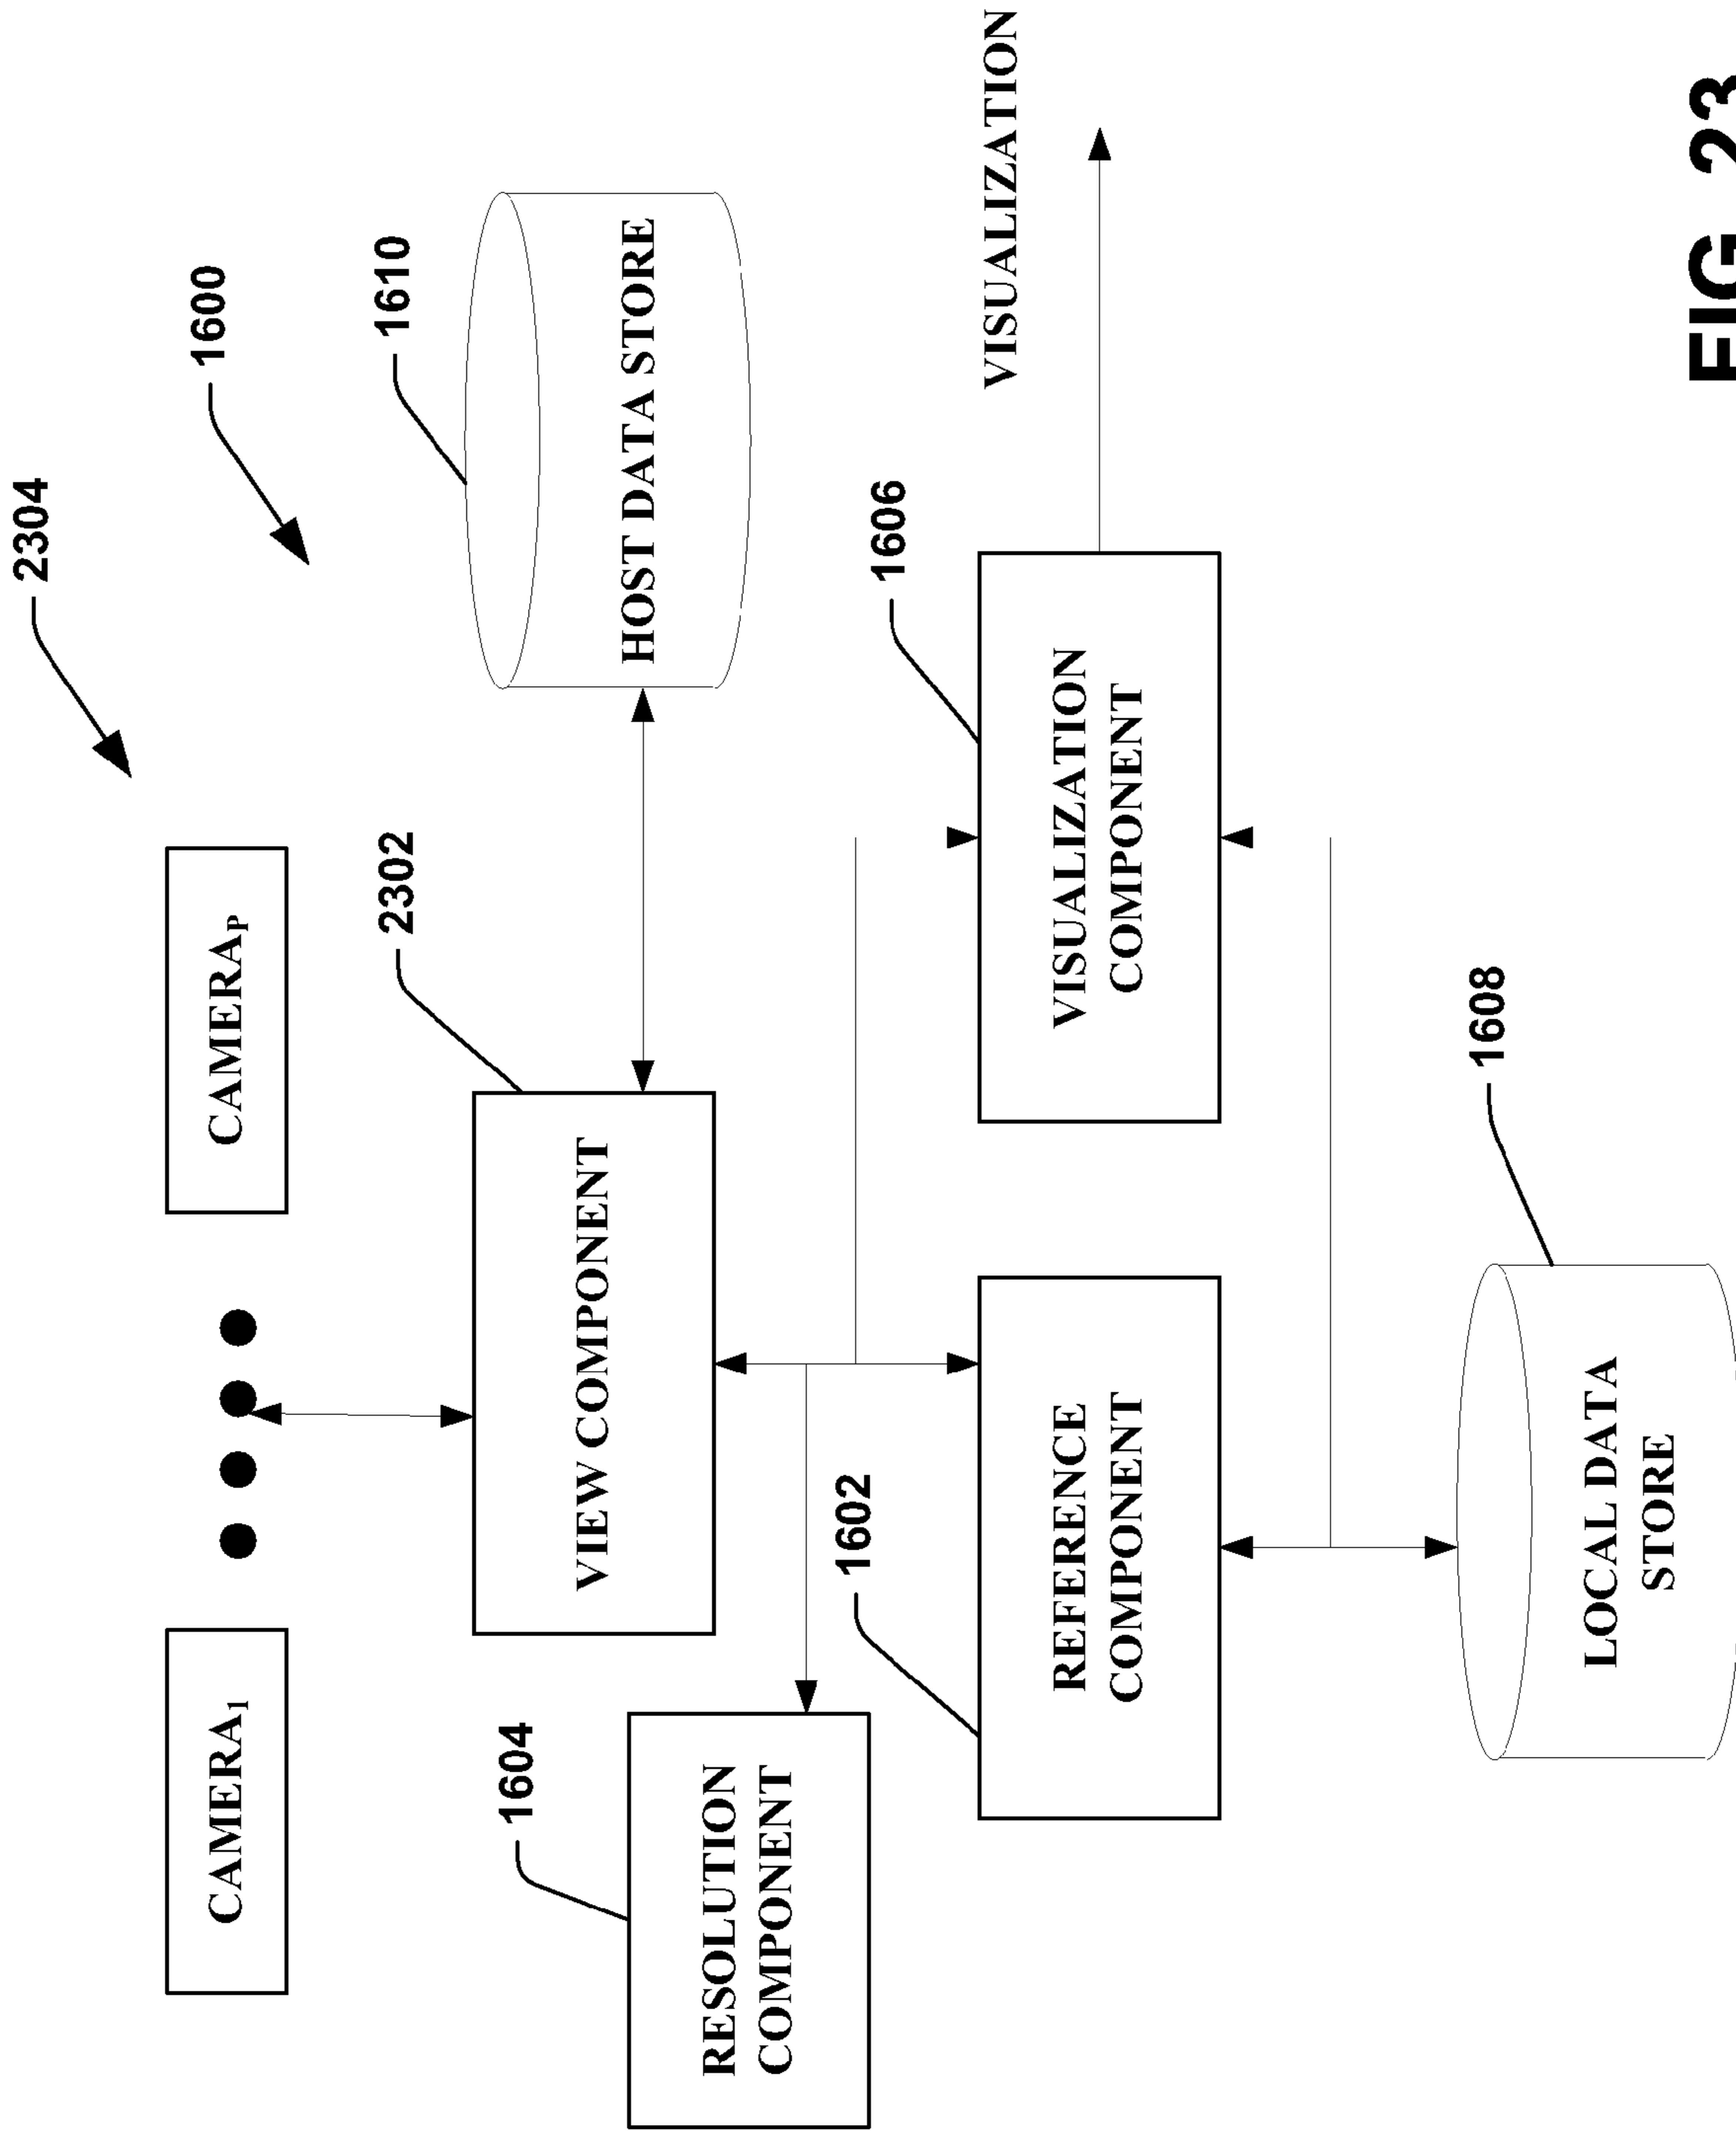 2304
CAMERA1
CAMERAP
1600
2302
1610
VIEW COMPONENT
HOST DATA STORE
1604
RESOLUTION
COMPONENT
1602
1606
REFERENCE
COMPONENT
VISUALIZATION
COMPONENT
VISUALIZATION
1608
LOCAL DATA
STORE
FIG. 23